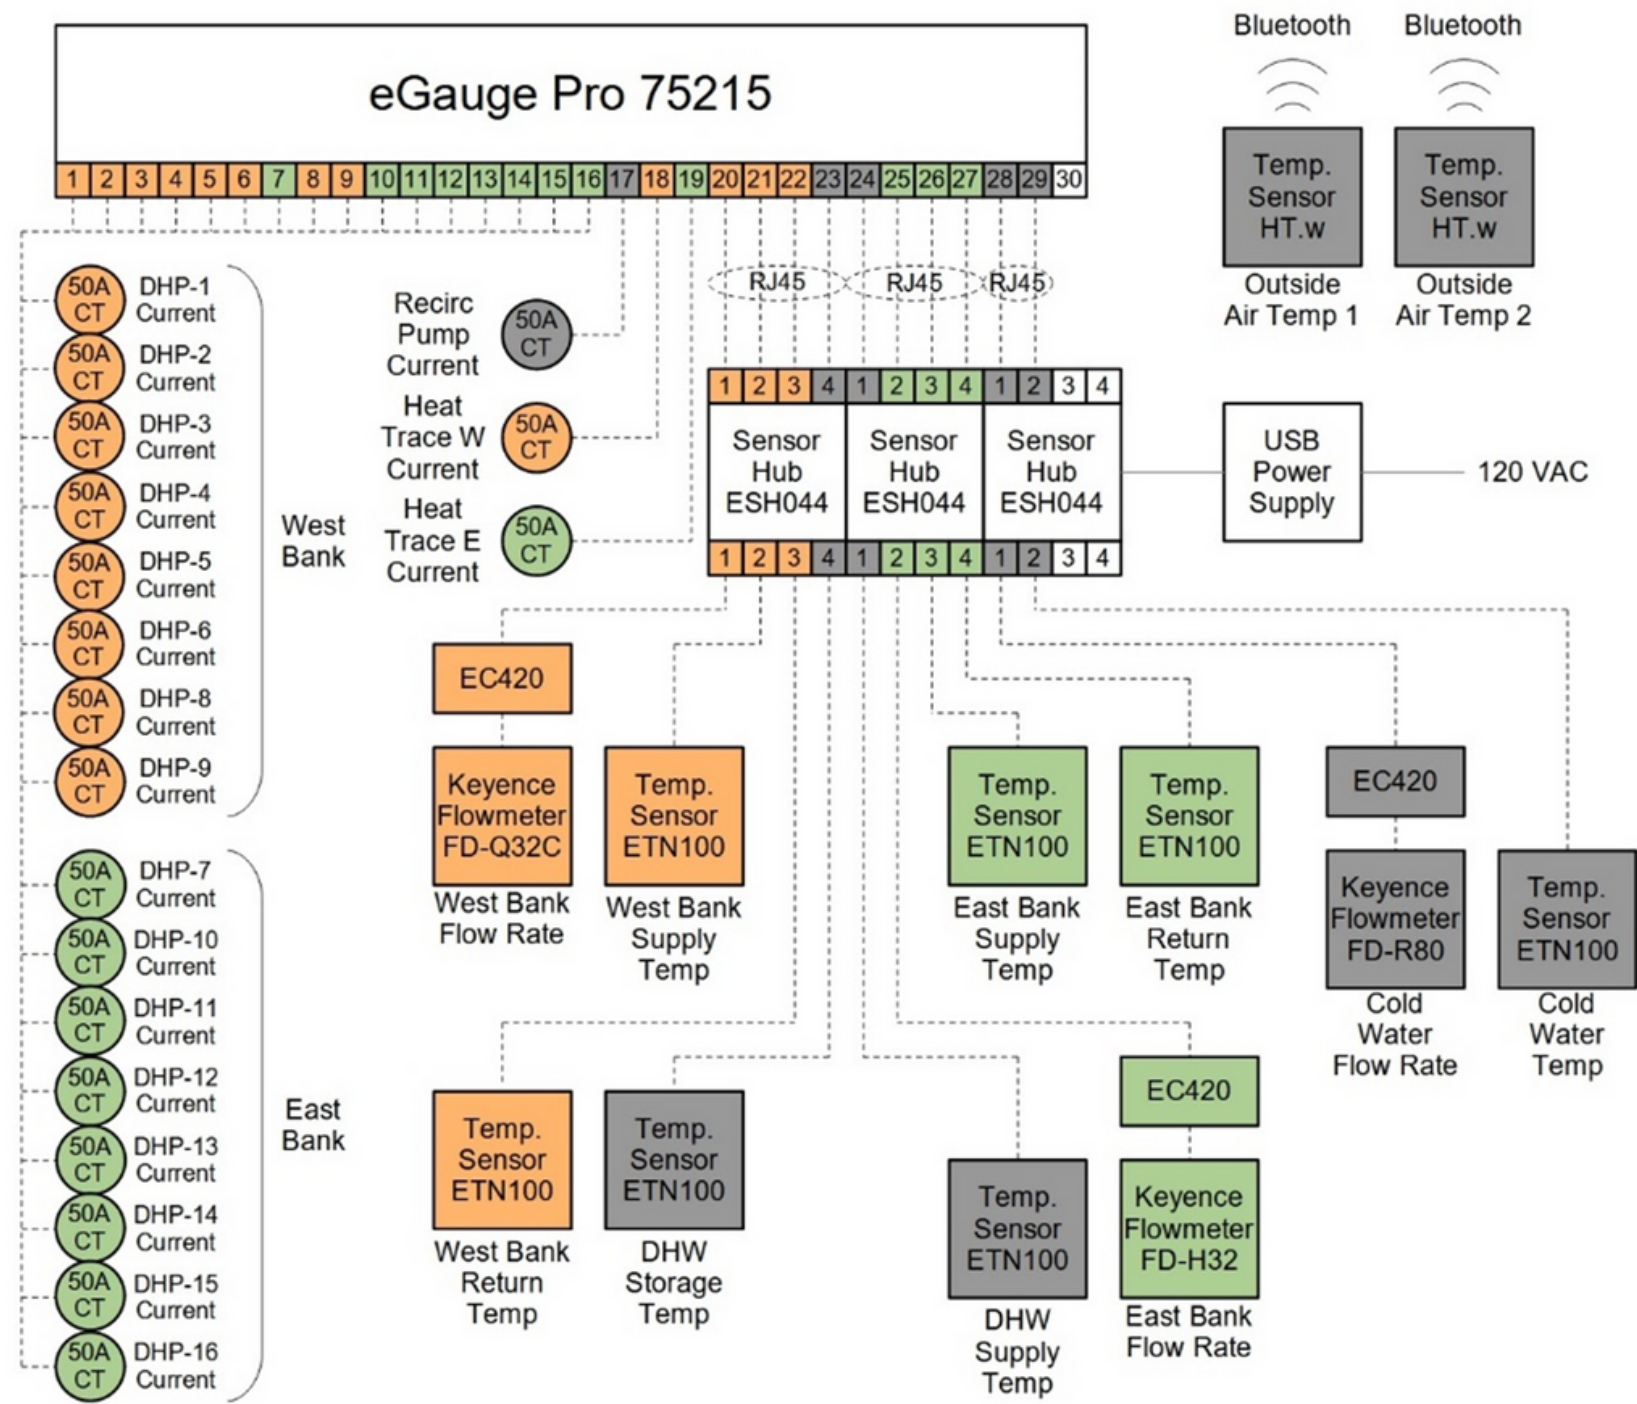 Bluetooth
Bluetooth
eGauge Pro 75215
1 2 3 4 5 6 7 8 9 10 11 12 13 14 15 16 17 18 19 20 21 22 23 24 25 26 27 28 29 30
Temp.
Sensor
HT.w
Outside
Air Temp 1
Temp.
Sensor
HT.w
Outside
Air Temp 2
50A
CT
DHP-1
Current
50A
CT
DHP-2
Current
50A
CT
DHP-3
Current
50A
CT
DHP-4
Current
50A
CT
DHP-5
Current
50A
CT
DHP-6
Current
50A
CT
DHP-8
Current
50A
CT
DHP-9
Current
West
Bank
50A
CT
DHP-7
Current
50A
CT
DHP-10
Current
50A
CT
DHP-11
Current
50A
CT
DHP-12
Current
50A
CT
DHP-13
Current
50A
CT
DHP-14
Current
50A
CT
DHP-15
Current
50A
CT
DHP-16
Current
East
Bank
Recirc
Pump
Current
50A
CT
Heat
Trace W
Current
50A
CT
Heat
Trace E
Current
50A
CT
RJ45
RJ45
RJ45
1 2 3 4 1 2 3 4 1 2 3 4
Sensor
Hub
ESH044
Sensor
Hub
ESH044
Sensor
Hub
ESH044
1 2 3 4 1 2 3 4 1 2 3 4
USB
Power
Supply
120 VAC
EC420
Keyence
Flowmeter
FD-Q32C
West Bank
Flow Rate
Temp.
Sensor
ETN100
West Bank
Supply
Temp
Temp.
Sensor
ETN100
East Bank
Supply
Temp
Temp.
Sensor
ETN100
East Bank
Return
Temp
EC420
Keyence
Flowmeter
FD-R80
Cold
Water
Flow Rate
Temp.
Sensor
ETN100
Cold
Water
Temp
Temp.
Sensor
ETN100
West Bank
Return
Temp
Temp.
Sensor
ETN100
DHW
Storage
Temp
Temp.
Sensor
ETN100
DHW
Supply
Temp
EC420
Keyence
Flowmeter
FD-H32
East Bank
Flow Rate